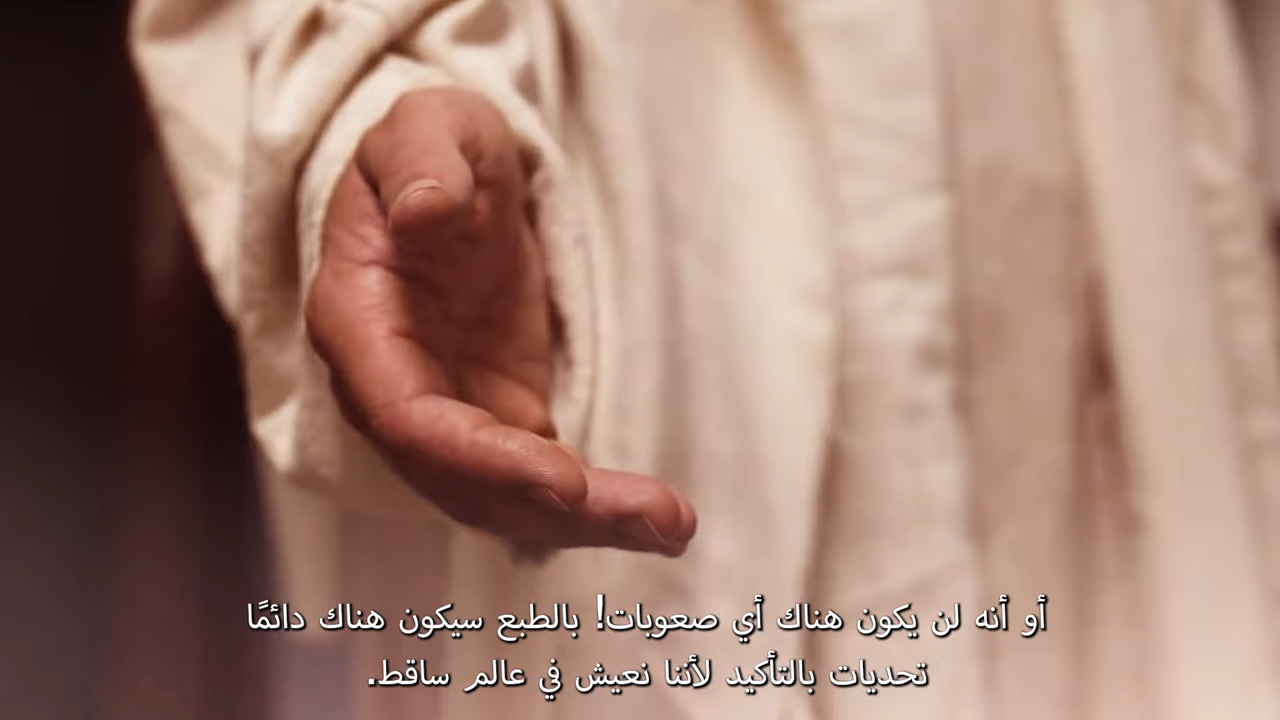 أو أنه لن يكون هناك أي صعوبات! بالطبع سيكون هناك دائمًا
تحديات بالتأكيد لأننا نعيش في عالم ساقط.